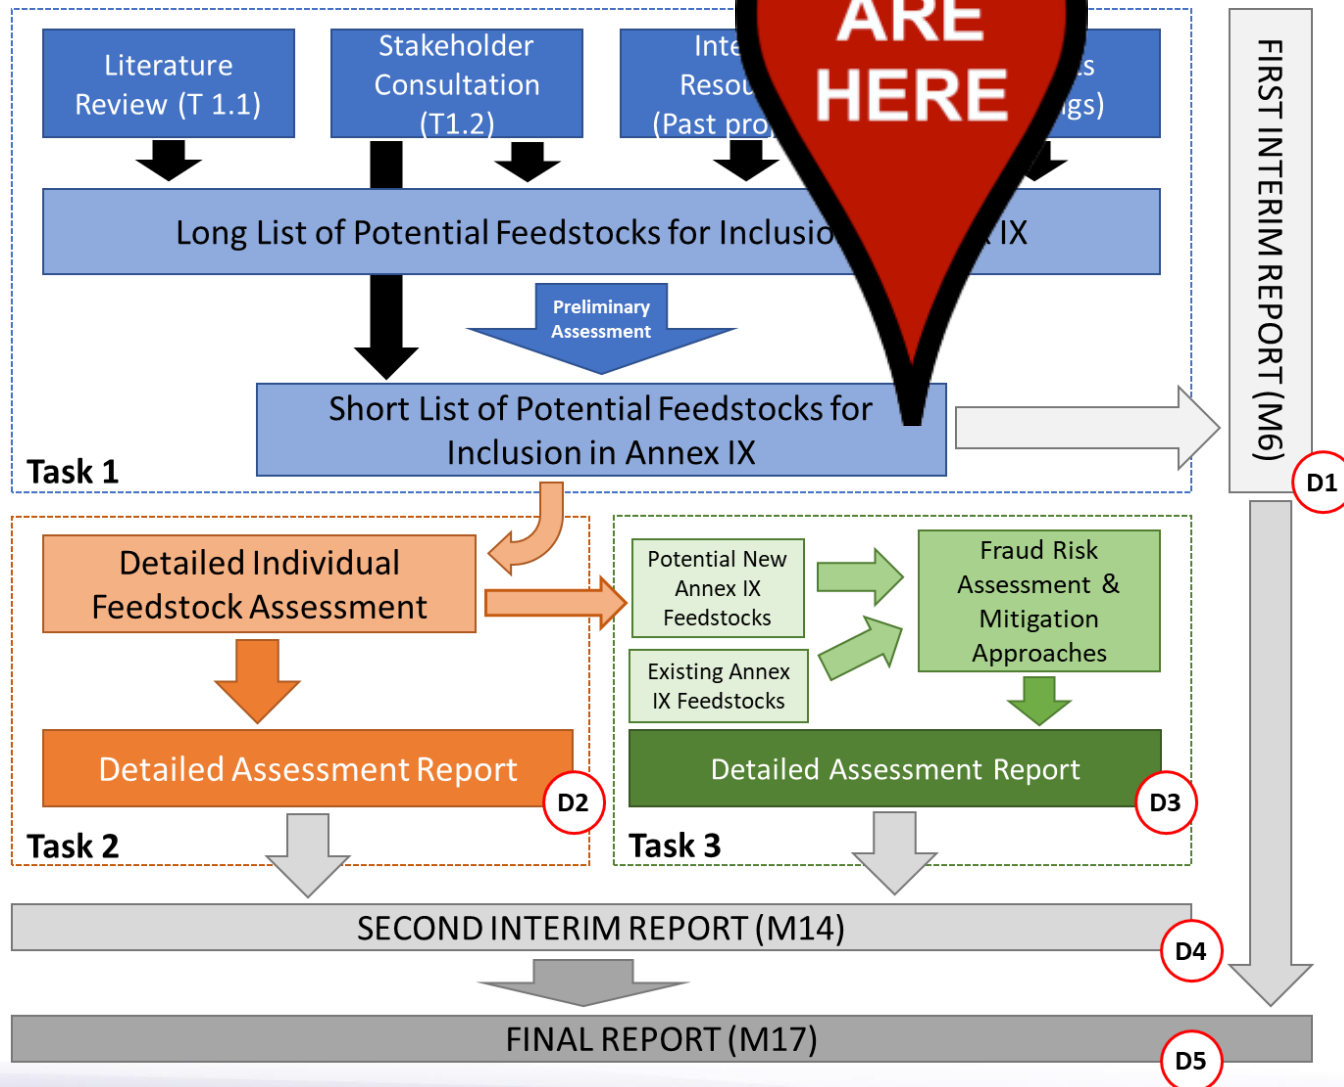 ARE
HERE
Literature
Review (T 1.1)
Stakeholder
Consultation
(T1.2)
Long List of Potential Feedstocks for IX
Preliminary
Assessment
Short List of Potential Feedstocks for
Inclusion in Annex IX
Task 1
FIRST INTERIM REPORT (M6)
D1
Detailed Individual
Feedstock Assessment
Detailed Assessment Report
D2
Task 2
Potential New
Annex IX
Feedstocks
Existing Annex
IX Feedstocks
Fraud Risk
Assessment &
Mitigation
Approaches
Detailed Assessment Report
D3
Task 3
SECOND INTERIM REPORT (M14)
D4
FINAL REPORT (M17)
D5